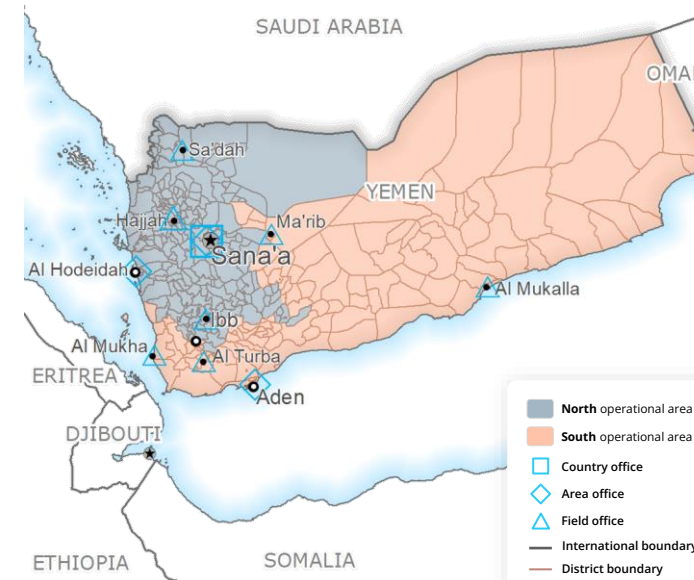 SAUDI ARABIA
OMA
Sa'dah
YEMEN
Hajjah
Ma'rib
Sana'a
Al Hodeidah
Al Mukalla
Ibb
Al Mukha
Al Turba
ERITREA
Aden
North operational area
South operational area
DJIBOUTI
Country office
Area office
Field office
International boundary
District boundary
ETHIOPIA
SOMALIA